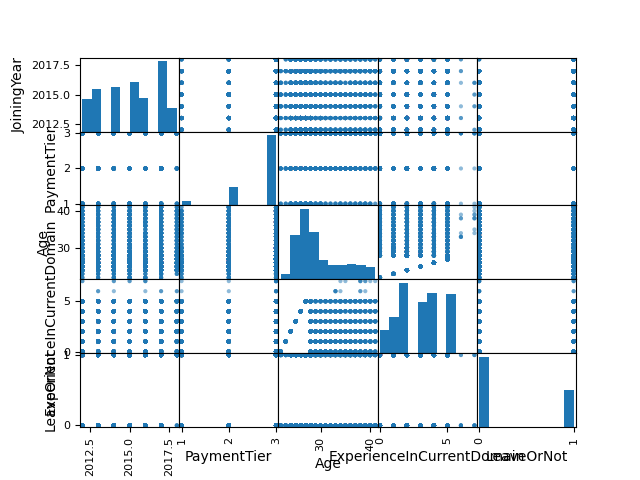 JoiningYear
2017.5
2015.0
2012.5
PaymentTier
3
2
1
Age
40
30
ExperienceInCurrentDomain
5
0
LeaveOrNot
1
0
2012.5 2015.0 2017.5 1 2 3 30 40 0 5 0 1
PaymentTier
Age
ExperienceInCurrentDomain
LeaveOrNot